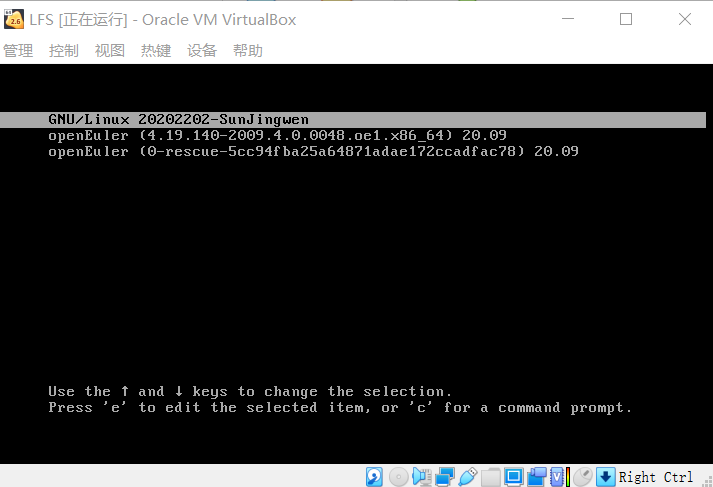 LFS [正在运行] - Oracle VM VirtualBox
管理 控制 视图 热键 设备 帮助
GNU/Linux 20202202-SunJingwen
openEuler (4.19.140-2009.4.0.0048.oe1.x86_64) 20.09
openEuler (0-rescue-5cc94fba25a64871adae172ccadfac78) 20.09
Use the ↑ and ↓ keys to change the selection.
Press 'e' to edit the selected item, or 'c' for a command prompt.
Right Ctrl